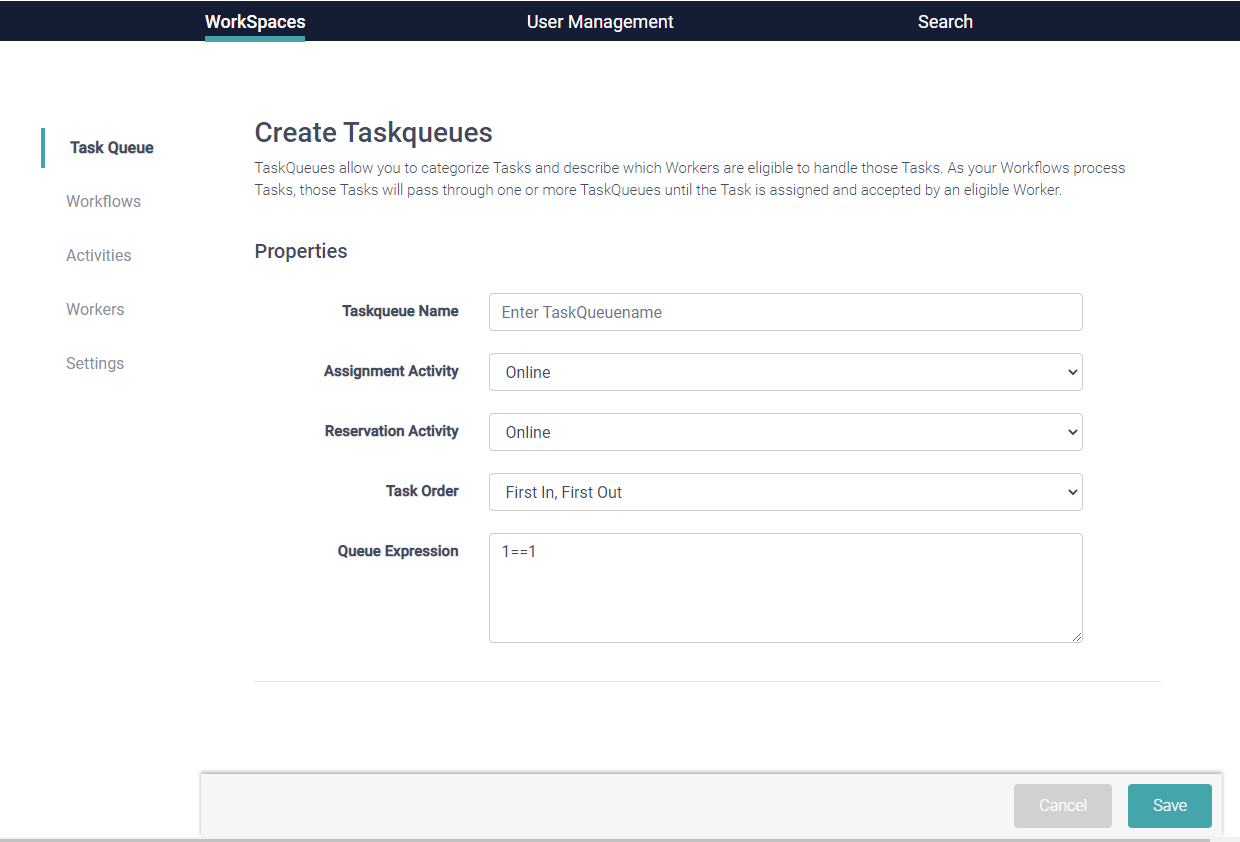 WorkSpaces User Management Search
Task Queue
Workflows
Activities
Workers
Settings
Create Taskqueues
TaskQueues allow you to categorize Tasks and describe which Workers are eligible to handle those Tasks. As your Workflows process
Tasks, those Tasks will pass through one or more TaskQueues until the Task is assigned and accepted by an eligible Worker.
Properties
Taskqueue Name Enter TaskQueuename
Assignment Activity Online
Reservation Activity Online
Task Order First In, First Out
Queue Expression 1==1
Cancel Save